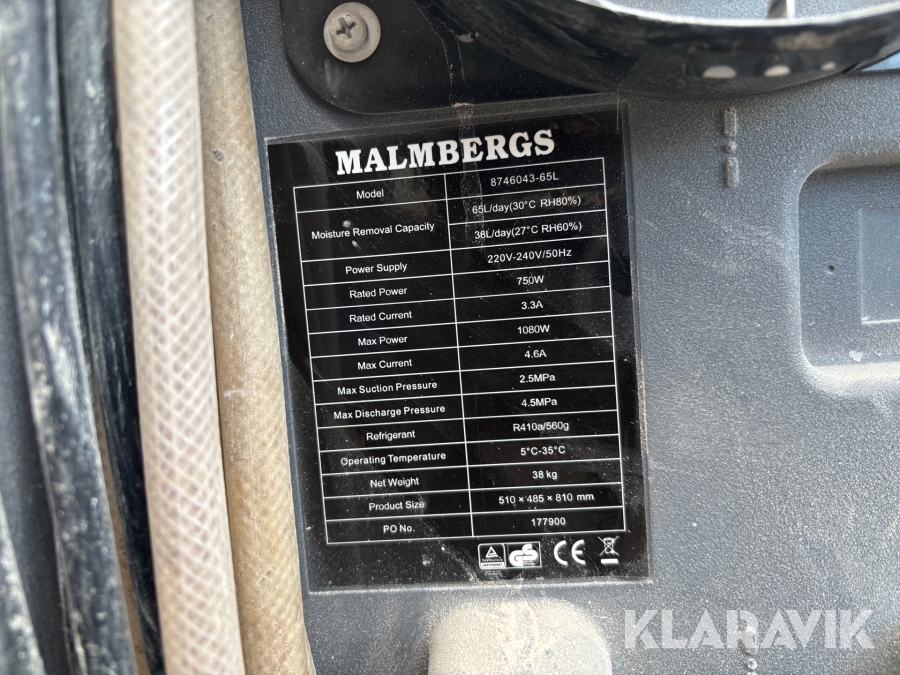 MALMBERGS
Model 8746043-65L
Moisture Removal Capacity 65L/day(30°C RH80%)
38L/day(27°C RH60%)
Power Supply 220V-240V/50Hz
Rated Power 750W
Rated Current 3.3A
Max Power 1080W
Max Current 4.6A
Max Suction Pressure 2.5MPa
Max Discharge Pressure 4.5MPa
Refrigerant R410a/560g
Operating Temperature 5°C-35°C
Net Weight 38 kg
Product Size 510 × 485 × 810 mm
PO No. 177900
GS CE
KLARAVIK